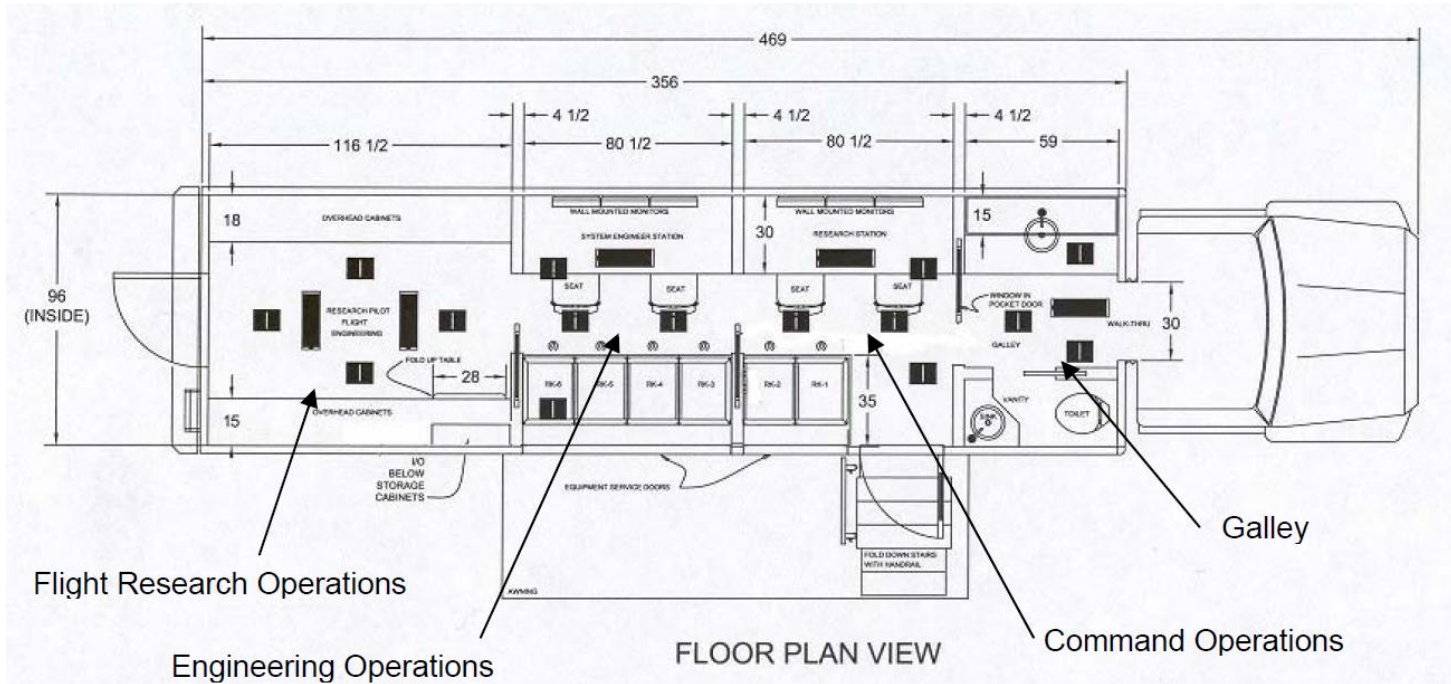 469
356
4 1/2
4 1/2
4 1/2
116 1/2
80 1/2
80 1/2
59
18
OVERHEAD CABINETS
WALL MOUNTED MONITORS
WALL MOUNTED MONITORS
15
SYSTEM ENGINEER STATION
30
RESEARCH STATION
SEAT
SEAT
SEAT
SEAT
96
(INSIDE)
RESEARCH PILOT
FLIGHT
ENGINEERING
WINDOW IN
POCKET DOOR
WALK-THRU
30
GALLEY
FOLD UP TABLE
28
RK-6
RK-5
RK-4
RK-3
RK-2
RK-1
35
VANITY
15
OVERHEAD CABINETS
SINK
TOILET
I/O
BELOW
STORAGE
CABINETS
EQUIPMENT SERVICE DOORS
Galley
FOLD DOWN STAIRS
WITH HANDRAIL
Flight Research Operations
AWNING
Command Operations
FLOOR PLAN VIEW
Engineering Operations